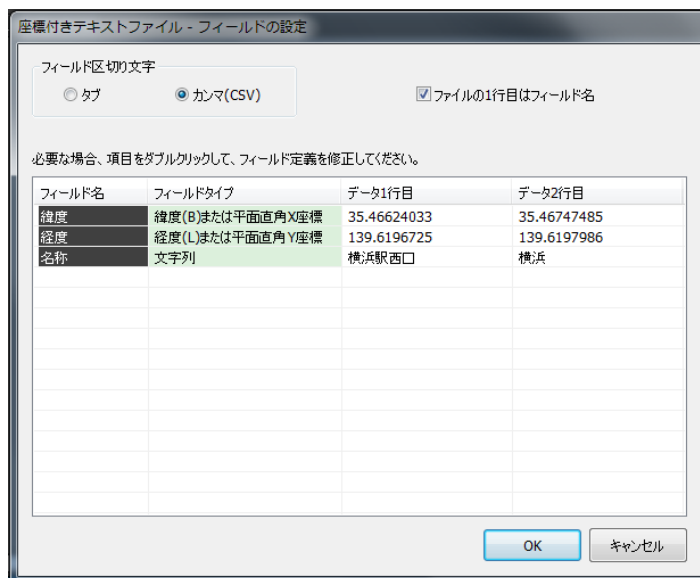 座標付きテキストファイル - フィールドの設定
フィールド区切り文字
タブ
カンマ(CSV)
ファイルの1行目はフィールド名
必要な場合、項目をダブルクリックして、フィールド定義を修正してください。
フィールド名 フィールドタイプ データ1行目 データ2行目
緯度 緯度(B)または平面直角X座標 35.46624033 35.46747485
経度 経度(L)または平面直角Y座標 139.6196725 139.6197986
名称 文字列 横浜駅西口 横浜
OK キャンセル